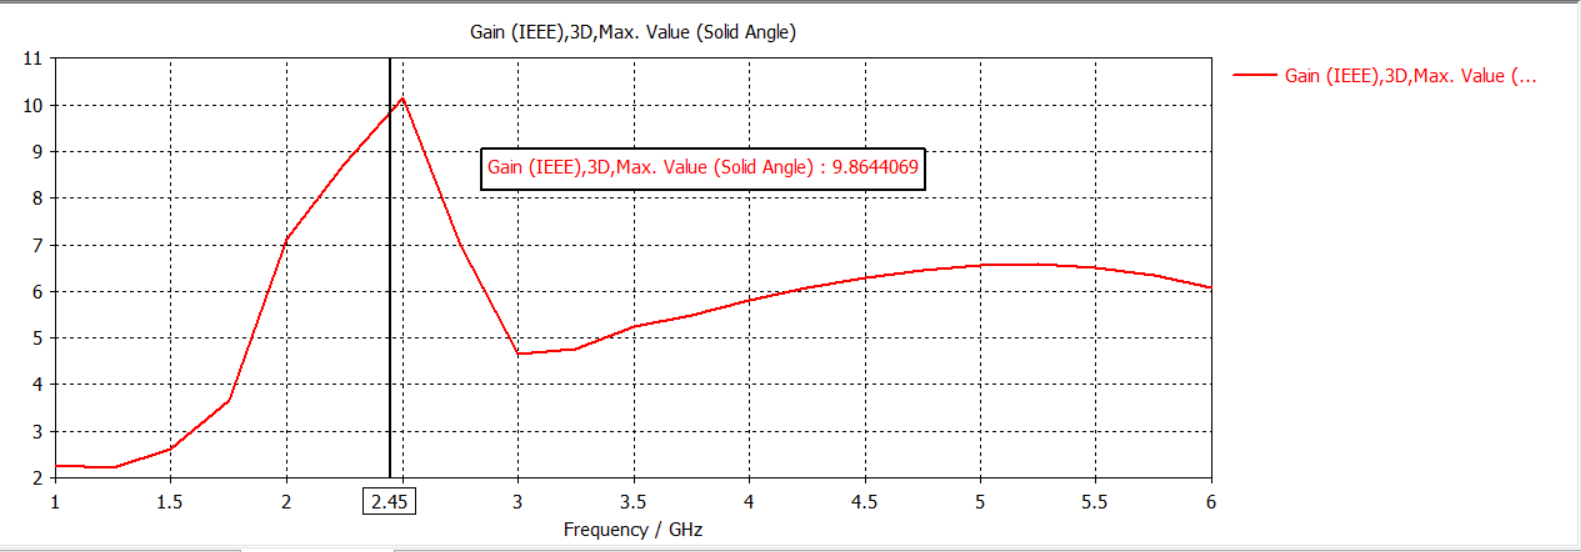 Gain (IEEE),3D,Max. Value (Solid Angle)
Gain (IEEE),3D,Max. Value (...
11
10
9
8
7
6
5
4
3
2
Gain (IEEE),3D,Max. Value (Solid Angle) : 9.8644069
1 1.5 2 2.45 3 3.5 4 4.5 5 5.5 6
Frequency / GHz